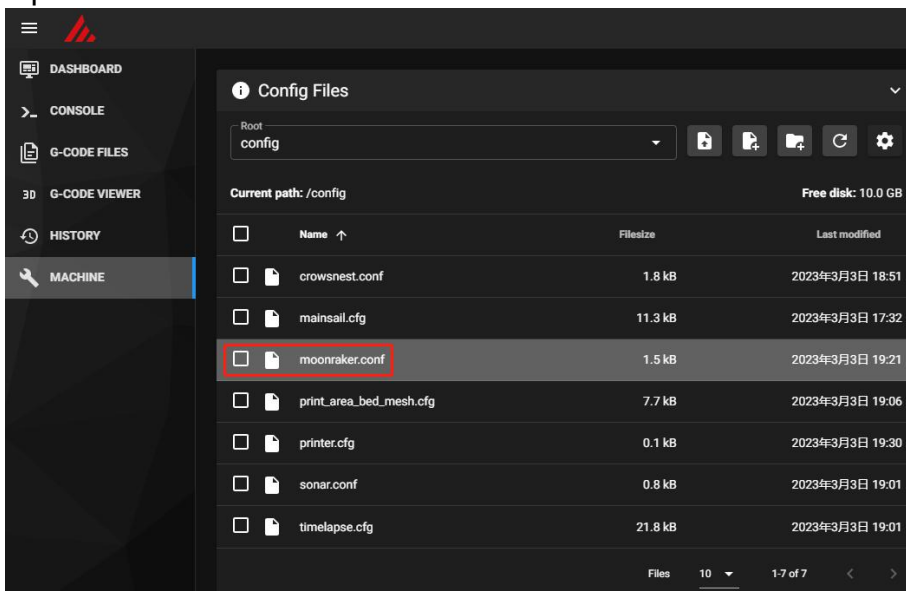 DASHBOARD
CONSOLE
G-CODE FILES
3D G-CODE VIEWER
HISTORY
MACHINE
Config Files
Root
config
Current path: /config Free disk: 10.0 GB
Name Filesize Last modified
crowsnest.conf 1.8 kB 2023年3月3日 18:51
mainsail.cfg 11.3 kB 2023年3月3日 17:32
moonraker.conf 1.5 kB 2023年3月3日 19:21
print_area_bed_mesh.cfg 7.7 kB 2023年3月3日 19:06
printer.cfg 0.1 kB 2023年3月3日 19:30
sonar.conf 0.8 kB 2023年3月3日 19:01
timelapse.cfg 21.8 kB 2023年3月3日 19:01
Files 10 1-7 of 7